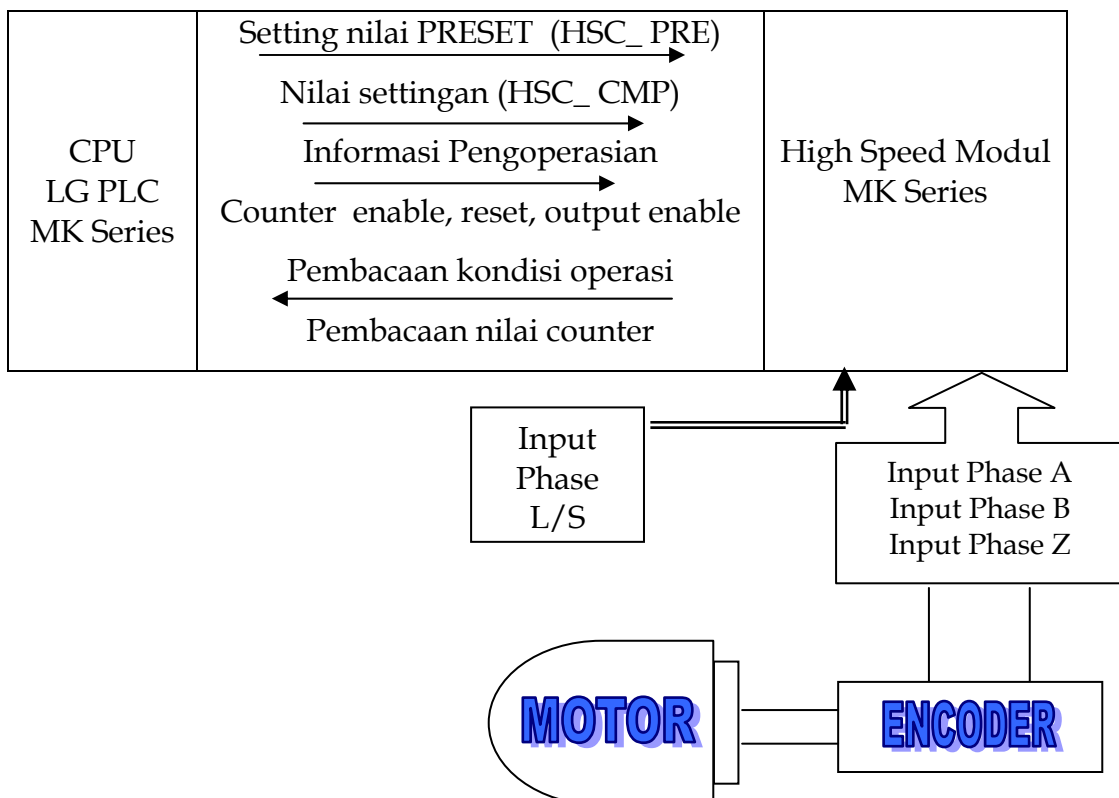 Setting nilai PRESET (HSC_ PRE)
Nilai settingan (HSC_ CMP)
Informasi Pengoperasian
Counter enable, reset, output enable
Pembacaan kondisi operasi
Pembacaan nilai counter
CPU
LG PLC
MK Series
High Speed Modul
MK Series
Input
Phase
L/S
Input Phase A
Input Phase B
Input Phase Z
MOTOR
ENCODER